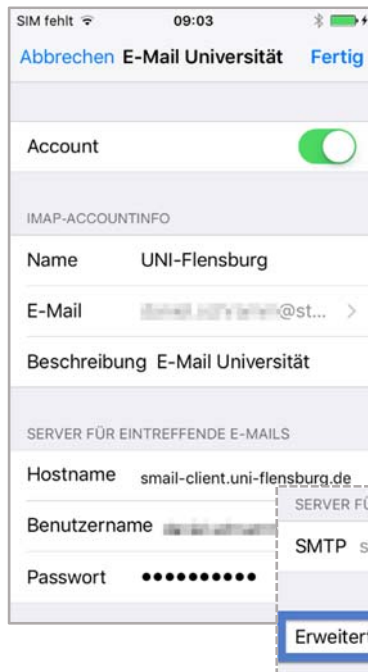 SIM fehlt 09:03
Abbrechen E-Mail Universität Fertig
Account
IMAP-ACCOUNTINFO
Name UNI-Flensburg
E-Mail @st...
Beschreibung E-Mail Universität
SERVER FÜR EINTREFFENDE E-MAILS
Hostname smail-client.uni-flensburg.de
Benutzername
Passwort ••••••••••
SERVER
SMTP